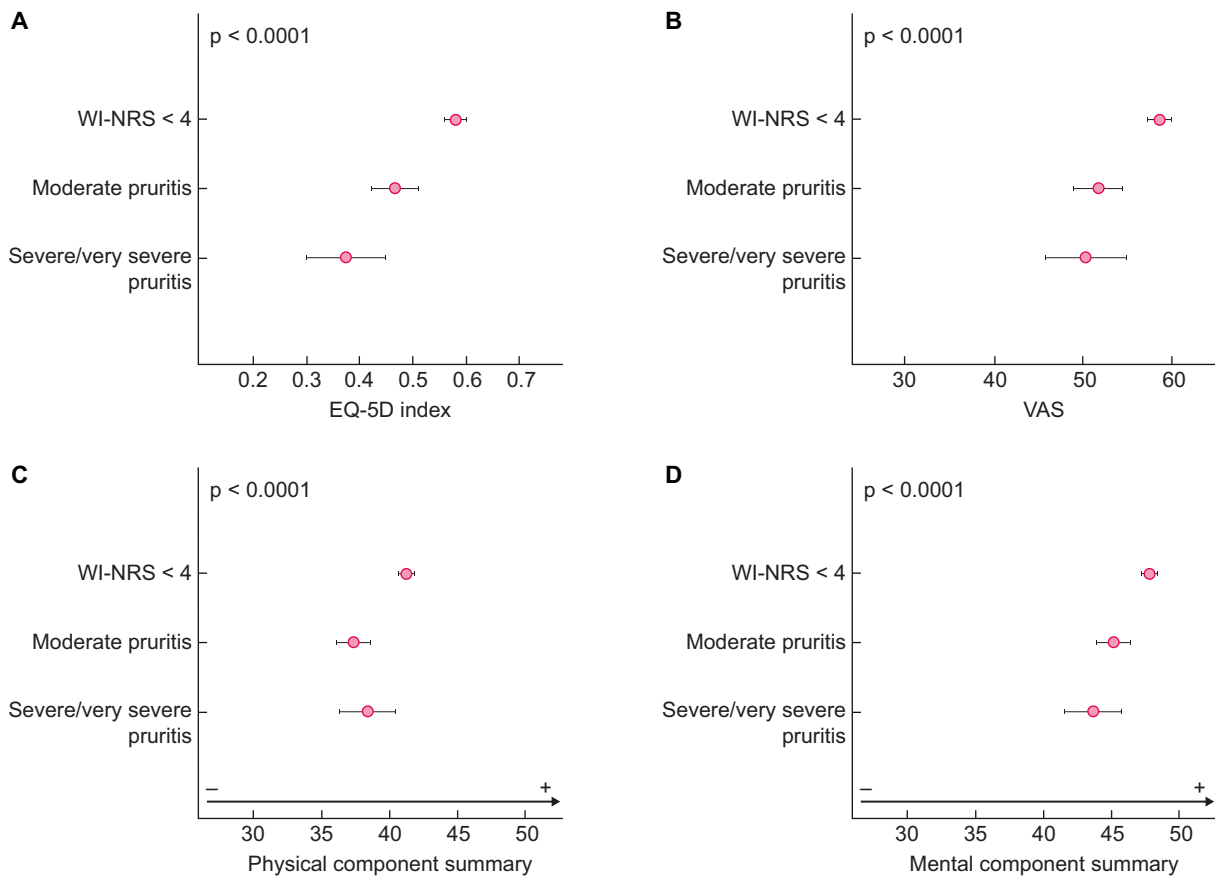 A
p < 0.0001
WI-NRS < 4
Moderate pruritis
Severe/very severe
pruritis
0.2 0.3 0.4 0.5 0.6 0.7
EQ-5D index
B
p < 0.0001
WI-NRS < 4
Moderate pruritis
Severe/very severe
pruritis
30 40 50 60
VAS
C
p < 0.0001
WI-NRS < 4
Moderate pruritis
Severe/very severe
pruritis
– +
30 35 40 45 50
Physical component summary
D
p < 0.0001
WI-NRS < 4
Moderate pruritis
Severe/very severe
pruritis
– +
30 35 40 45 50
Mental component summary